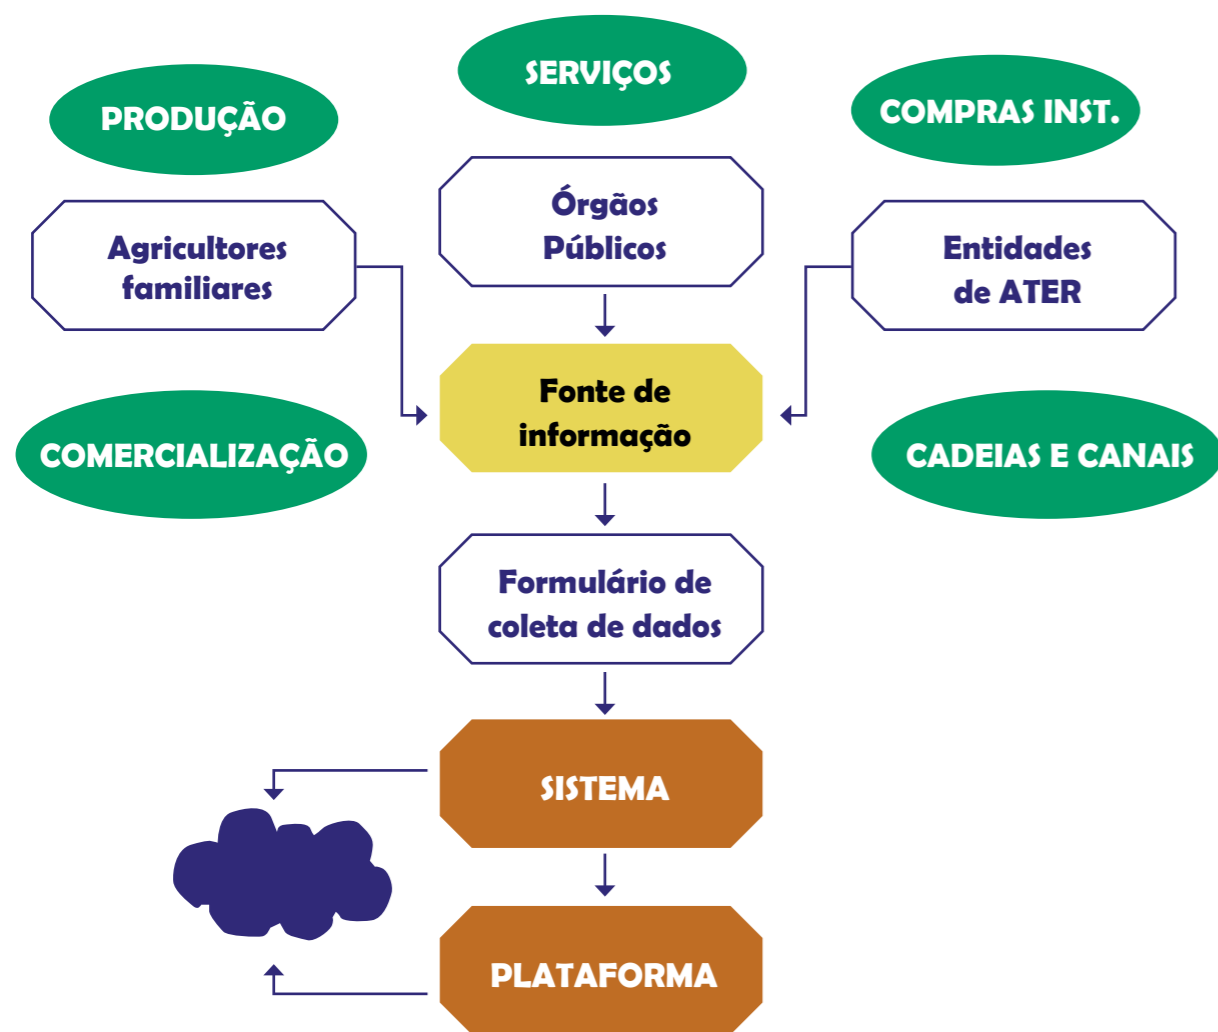 SERVIÇOS
PRODUÇÃO
COMPRAS INST.
Órgãos
Públicos
Agricultores
familiares
Entidades
de ATER
Fonte de
informação
COMERCIALIZAÇÃO
CADEIAS E CANAIS
Formulário de
coleta de dados
SISTEMA
PLATAFORMA